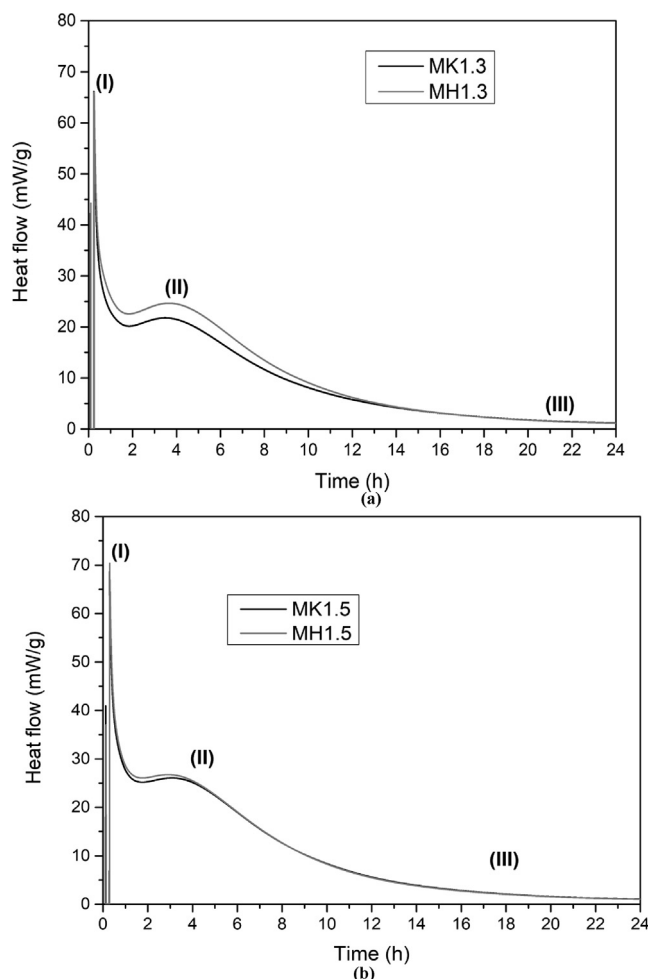 80
70
(I)
MK1.3
MH1.3
60
50
Heat flow (mW/g)
40
30
(II)
20
10
(III)
0
0 2 4 6 8 10 12 14 16 18 20 22 24
Time (h)
(a)
80
(I)
70
MK1.5
MH1.5
60
50
Heat flow (mW/g)
40
30
(II)
20
10
(III)
0
0 2 4 6 8 10 12 14 16 18 20 22 24
Time (h)
(b)